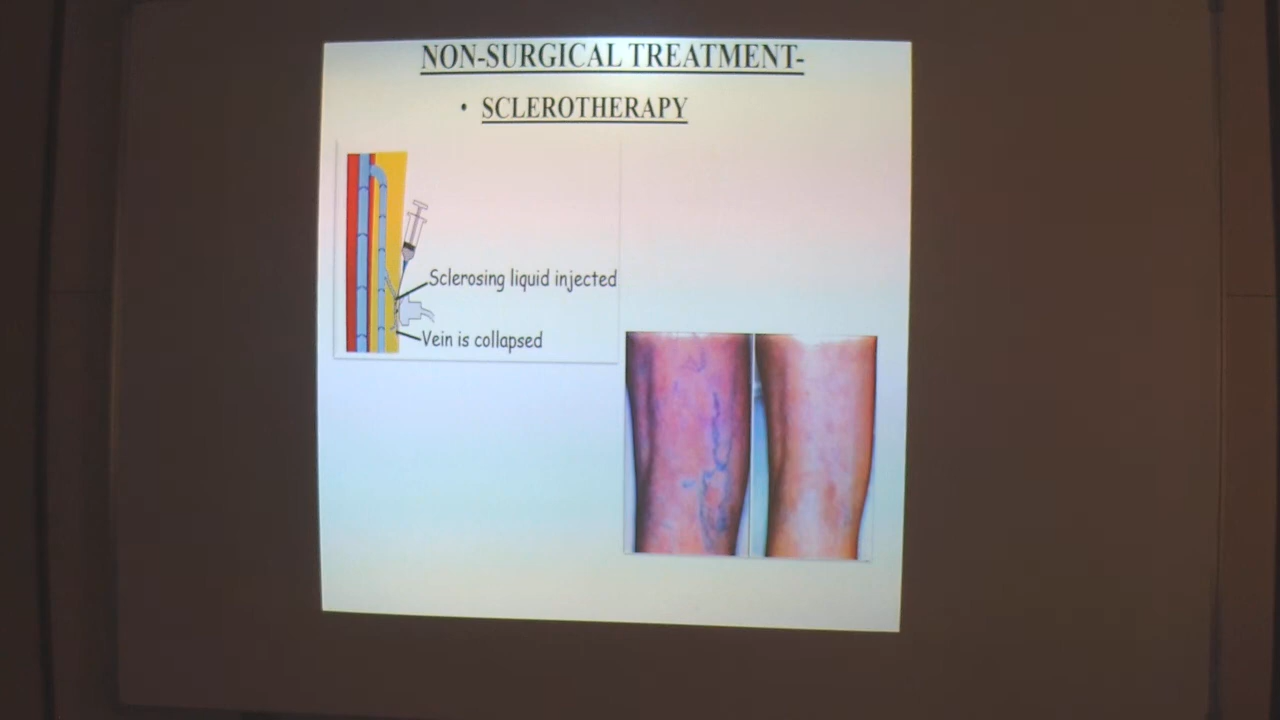 NON-SURGICAL TREATMENT-
• SCLEROTHERAPY
Sclerosing liquid injected
Vein is collapsed